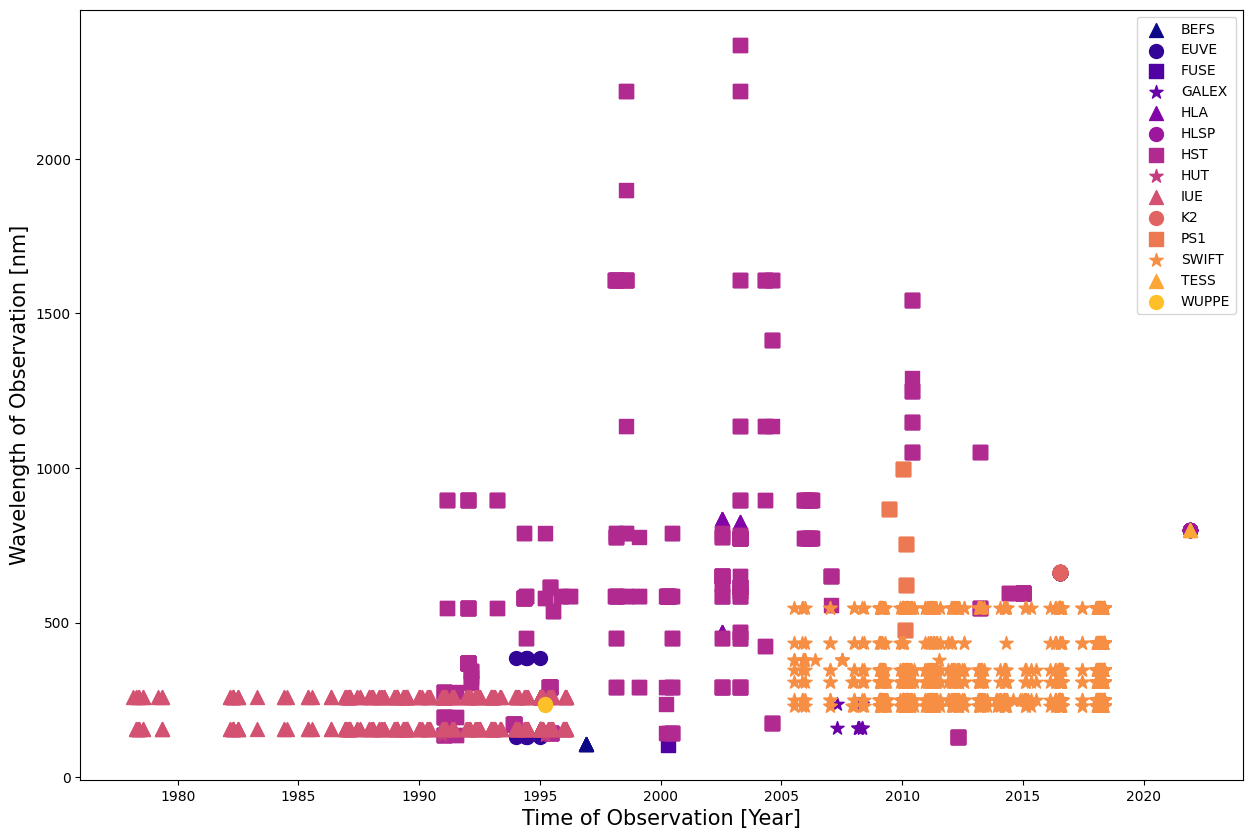 BEFS
EUVE
FUSE
GALEX
HLA
HLSP
HST
HUT
IUE
K2
PS1
SWIFT
TESS
WUPPE
Wavelength of Observation [nm]
2000
1500
1000
500
0
1980 1985 1990 1995 2000 2005 2010 2015 2020
Time of Observation [Year]